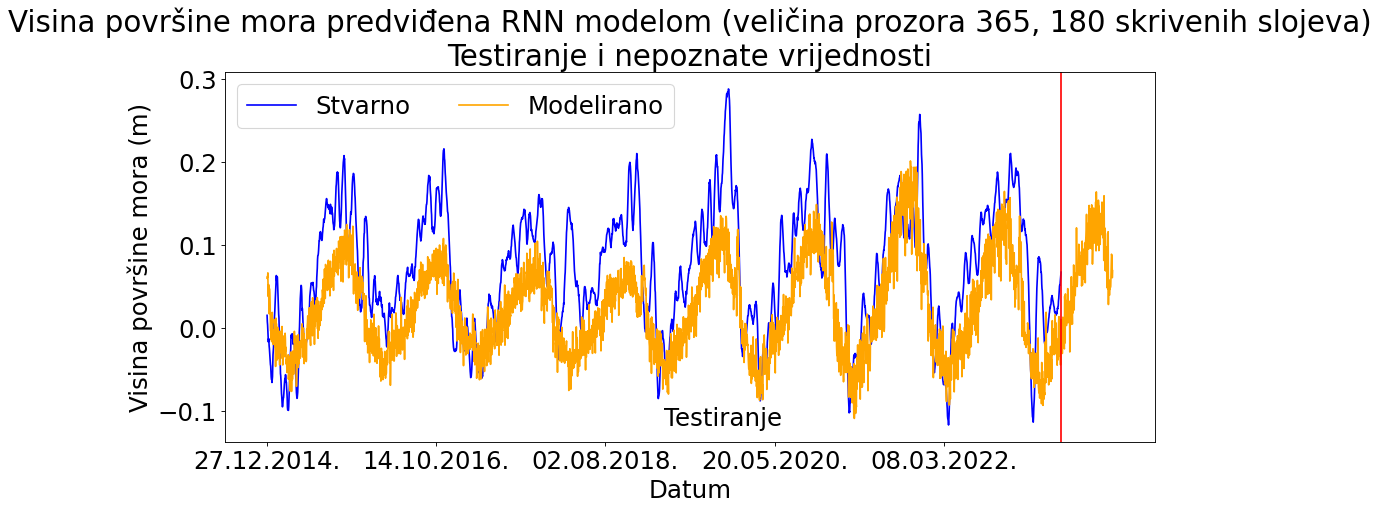 Visina površine mora predviđena RNN modelom (veličina prozora 365, 180 skrivenih slojeva)
Testiranje i nepoznate vrijednosti
Stvarno Modelirano
Visina površine mora (m)
0.3
0.2
0.1
0.0
−0.1
Testiranje
27.12.2014. 14.10.2016. 02.08.2018. 20.05.2020. 08.03.2022.
Datum